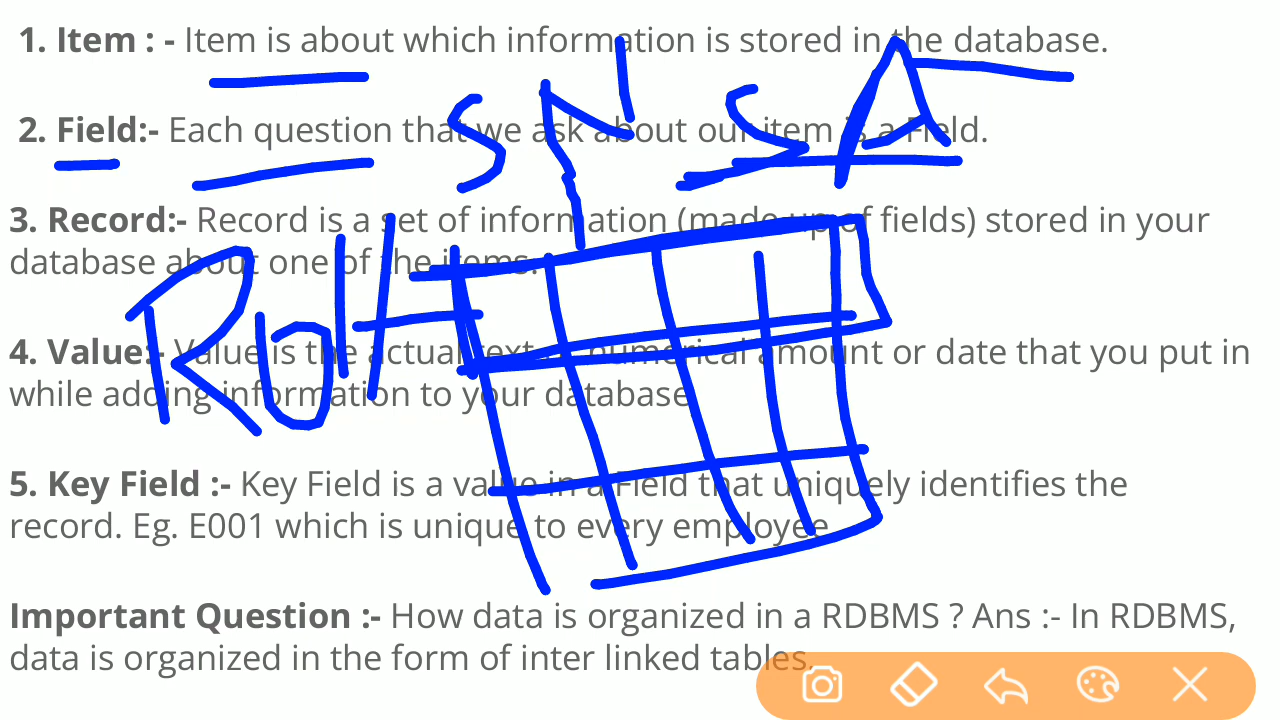 1. Item : - Item is about which information is stored in the database.
SN SA
2. Field:- Each question that we ask about our item is a Field.
3. Record:- Record is a set of information (made up of fields) stored in your
database about one of the items.
4. Value:- Value is the actual text or numerical amount or date that you put in
while adding information to your database
5. Key Field :- Key Field is a value in a Field that uniquely identifies the
record. Eg. E001 which is unique to every employee
Important Question :- How data is organized in a RDBMS ? Ans :- In RDBMS,
data is organized in the form of inter linked tables.